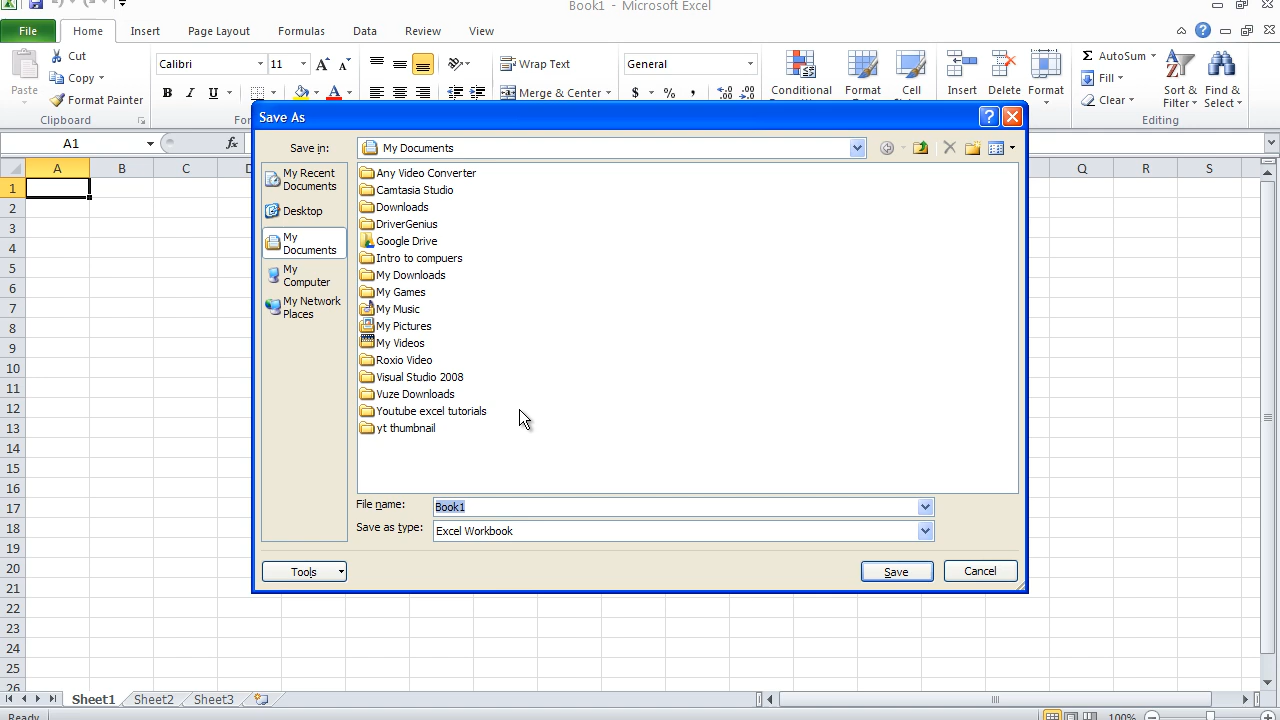 Book1 - Microsoft Excel
File Home Insert Page Layout Formulas Data Review View
Cut
Copy
Format Painter
Paste
Clipboard
Calibri 11
B I U
Wrap Text
Merge & Center
General
$ % ,
Conditional
Format
Cell
Insert Delete Format
AutoSum
Fill
Clear
Sort & Filter
Find & Select
Editing
A1
fx
A B C Q R S
1
2
3
4
5
6
7
8
9
10
11
12
13
14
15
16
17
18
19
20
21
22
23
24
25
26
Save As
Save in: My Documents
My Recent Documents
Desktop
My Documents
My Computer
My Network Places
Any Video Converter
Camtasia Studio
Downloads
DriverGenius
Google Drive
Intro to compuers
My Downloads
My Games
My Music
My Pictures
My Videos
Roxio Video
Visual Studio 2008
Vuze Downloads
Youtube excel tutorials
yt thumbnail
File name: Book1
Save as type: Excel Workbook
Tools Save Cancel
Sheet1 Sheet2 Sheet3
Ready 100%